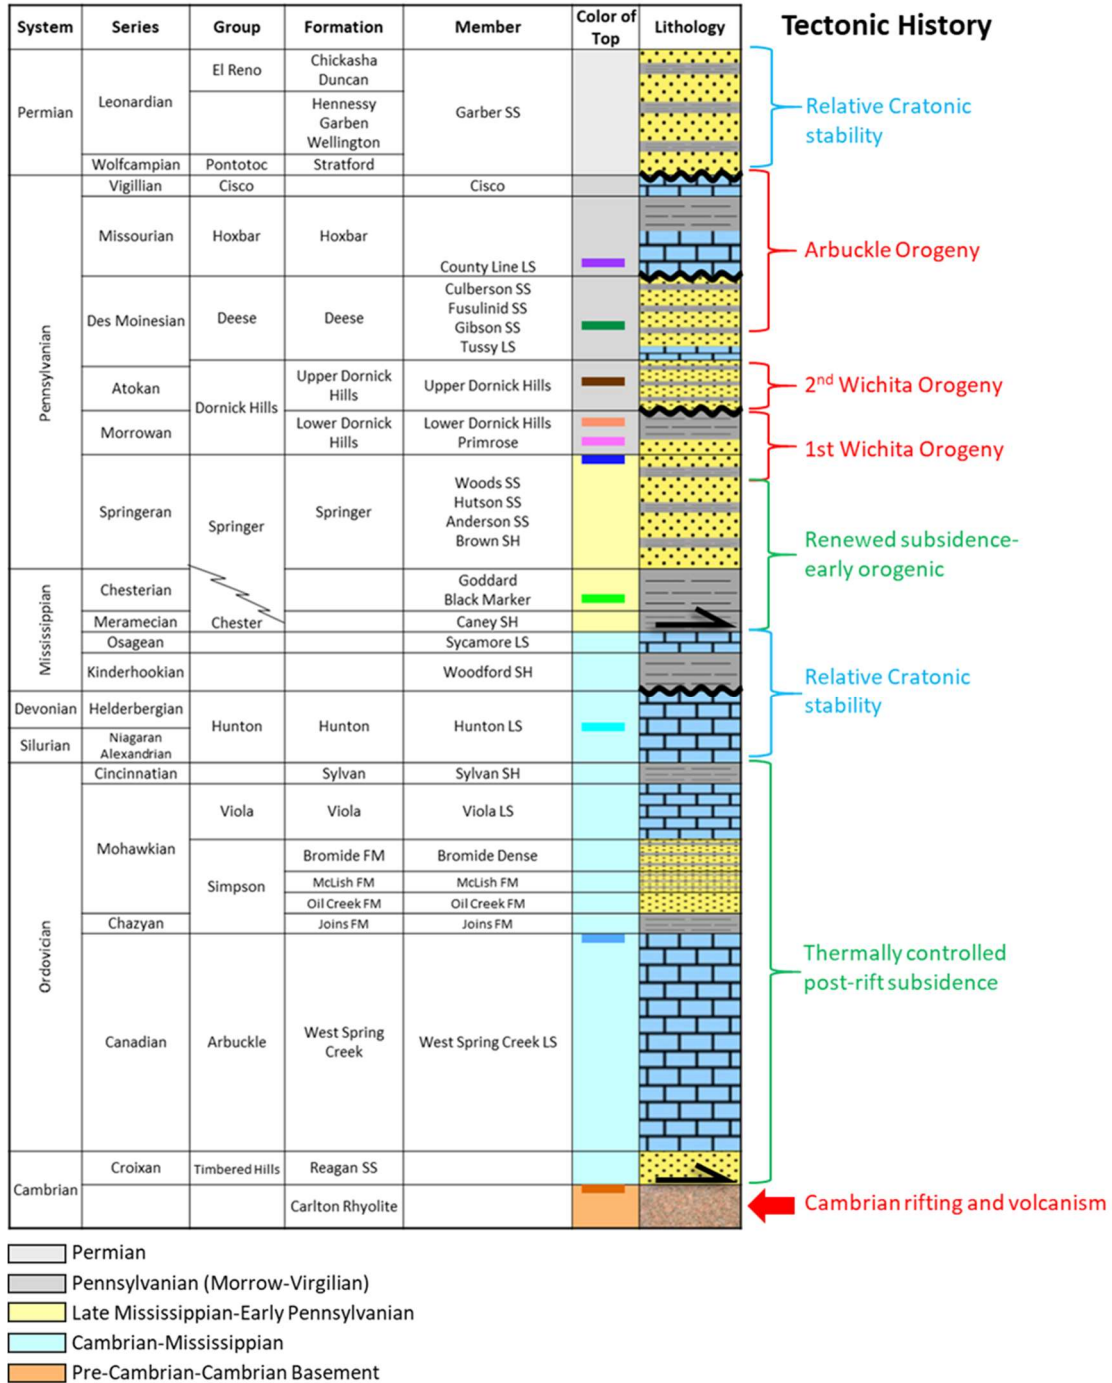 System Series Group Formation Member Color of Top Lithology
Tectonic History
Permian
Leonardian
El Reno
Chickasha
Duncan
Hennessy
Garben
Wellington
Garber SS
Wolfcampian Pontotoc Stratford
Relative Cratonic
stability
Pennsylvanian
Vigillian Cisco Cisco
Missourian Hoxbar Hoxbar
County Line LS
Arbuckle Orogeny
Des Moinesian Deese Deese
Culberson SS
Fusulinid SS
Gibson SS
Tussy LS
Atokan
Dornick Hills
Upper Dornick
Hills
Upper Dornick Hills
2nd Wichita Orogeny
Morrowan
Lower Dornick
Hills
Lower Dornick Hills
Primrose
1st Wichita Orogeny
Springeran Springer Springer
Woods SS
Hutson SS
Anderson SS
Brown SH
Renewed subsidence-
early orogenic
Mississippian
Chesterian
Goddard
Black Marker
Meramecian Chester Caney SH
Osagean Sycamore LS
Kinderhookian Woodford SH
Relative Cratonic
stability
Devonian Helderbergian
Hunton Hunton Hunton LS
Silurian
Niagaran
Alexandrian
Ordovician
Cincinnatian Sylvan Sylvan SH
Mohawkian
Viola Viola Viola LS
Simpson
Bromide FM Bromide Dense
McLish FM McLish FM
Oil Creek FM Oil Creek FM
Chazyan Joins FM Joins FM
Thermally controlled
post-rift subsidence
Canadian Arbuckle
West Spring
Creek
West Spring Creek LS
Cambrian
Croixan Timbered Hills Reagan SS
Carlton Rhyolite
Cambrian rifting and volcanism
Permian
Pennsylvanian (Morrow-Virgilian)
Late Mississippian-Early Pennsylvanian
Cambrian-Mississippian
Pre-Cambrian-Cambrian Basement